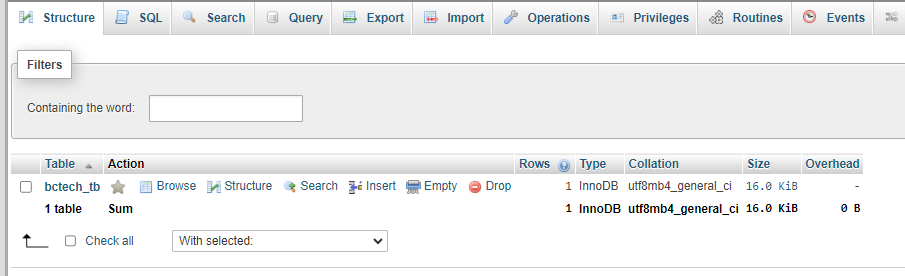 Structure SQL Search Query Export Import Operations Privileges Routines Events
Filters
Containing the word:
Table Action Rows Type Collation Size Overhead
bctech_tb Browse Structure Search Insert Empty Drop 1 InnoDB utf8mb4_general_ci 16.0 KiB -
1 table Sum 1 InnoDB utf8mb4_general_ci 16.0 KiB 0 B
Check all With selected: